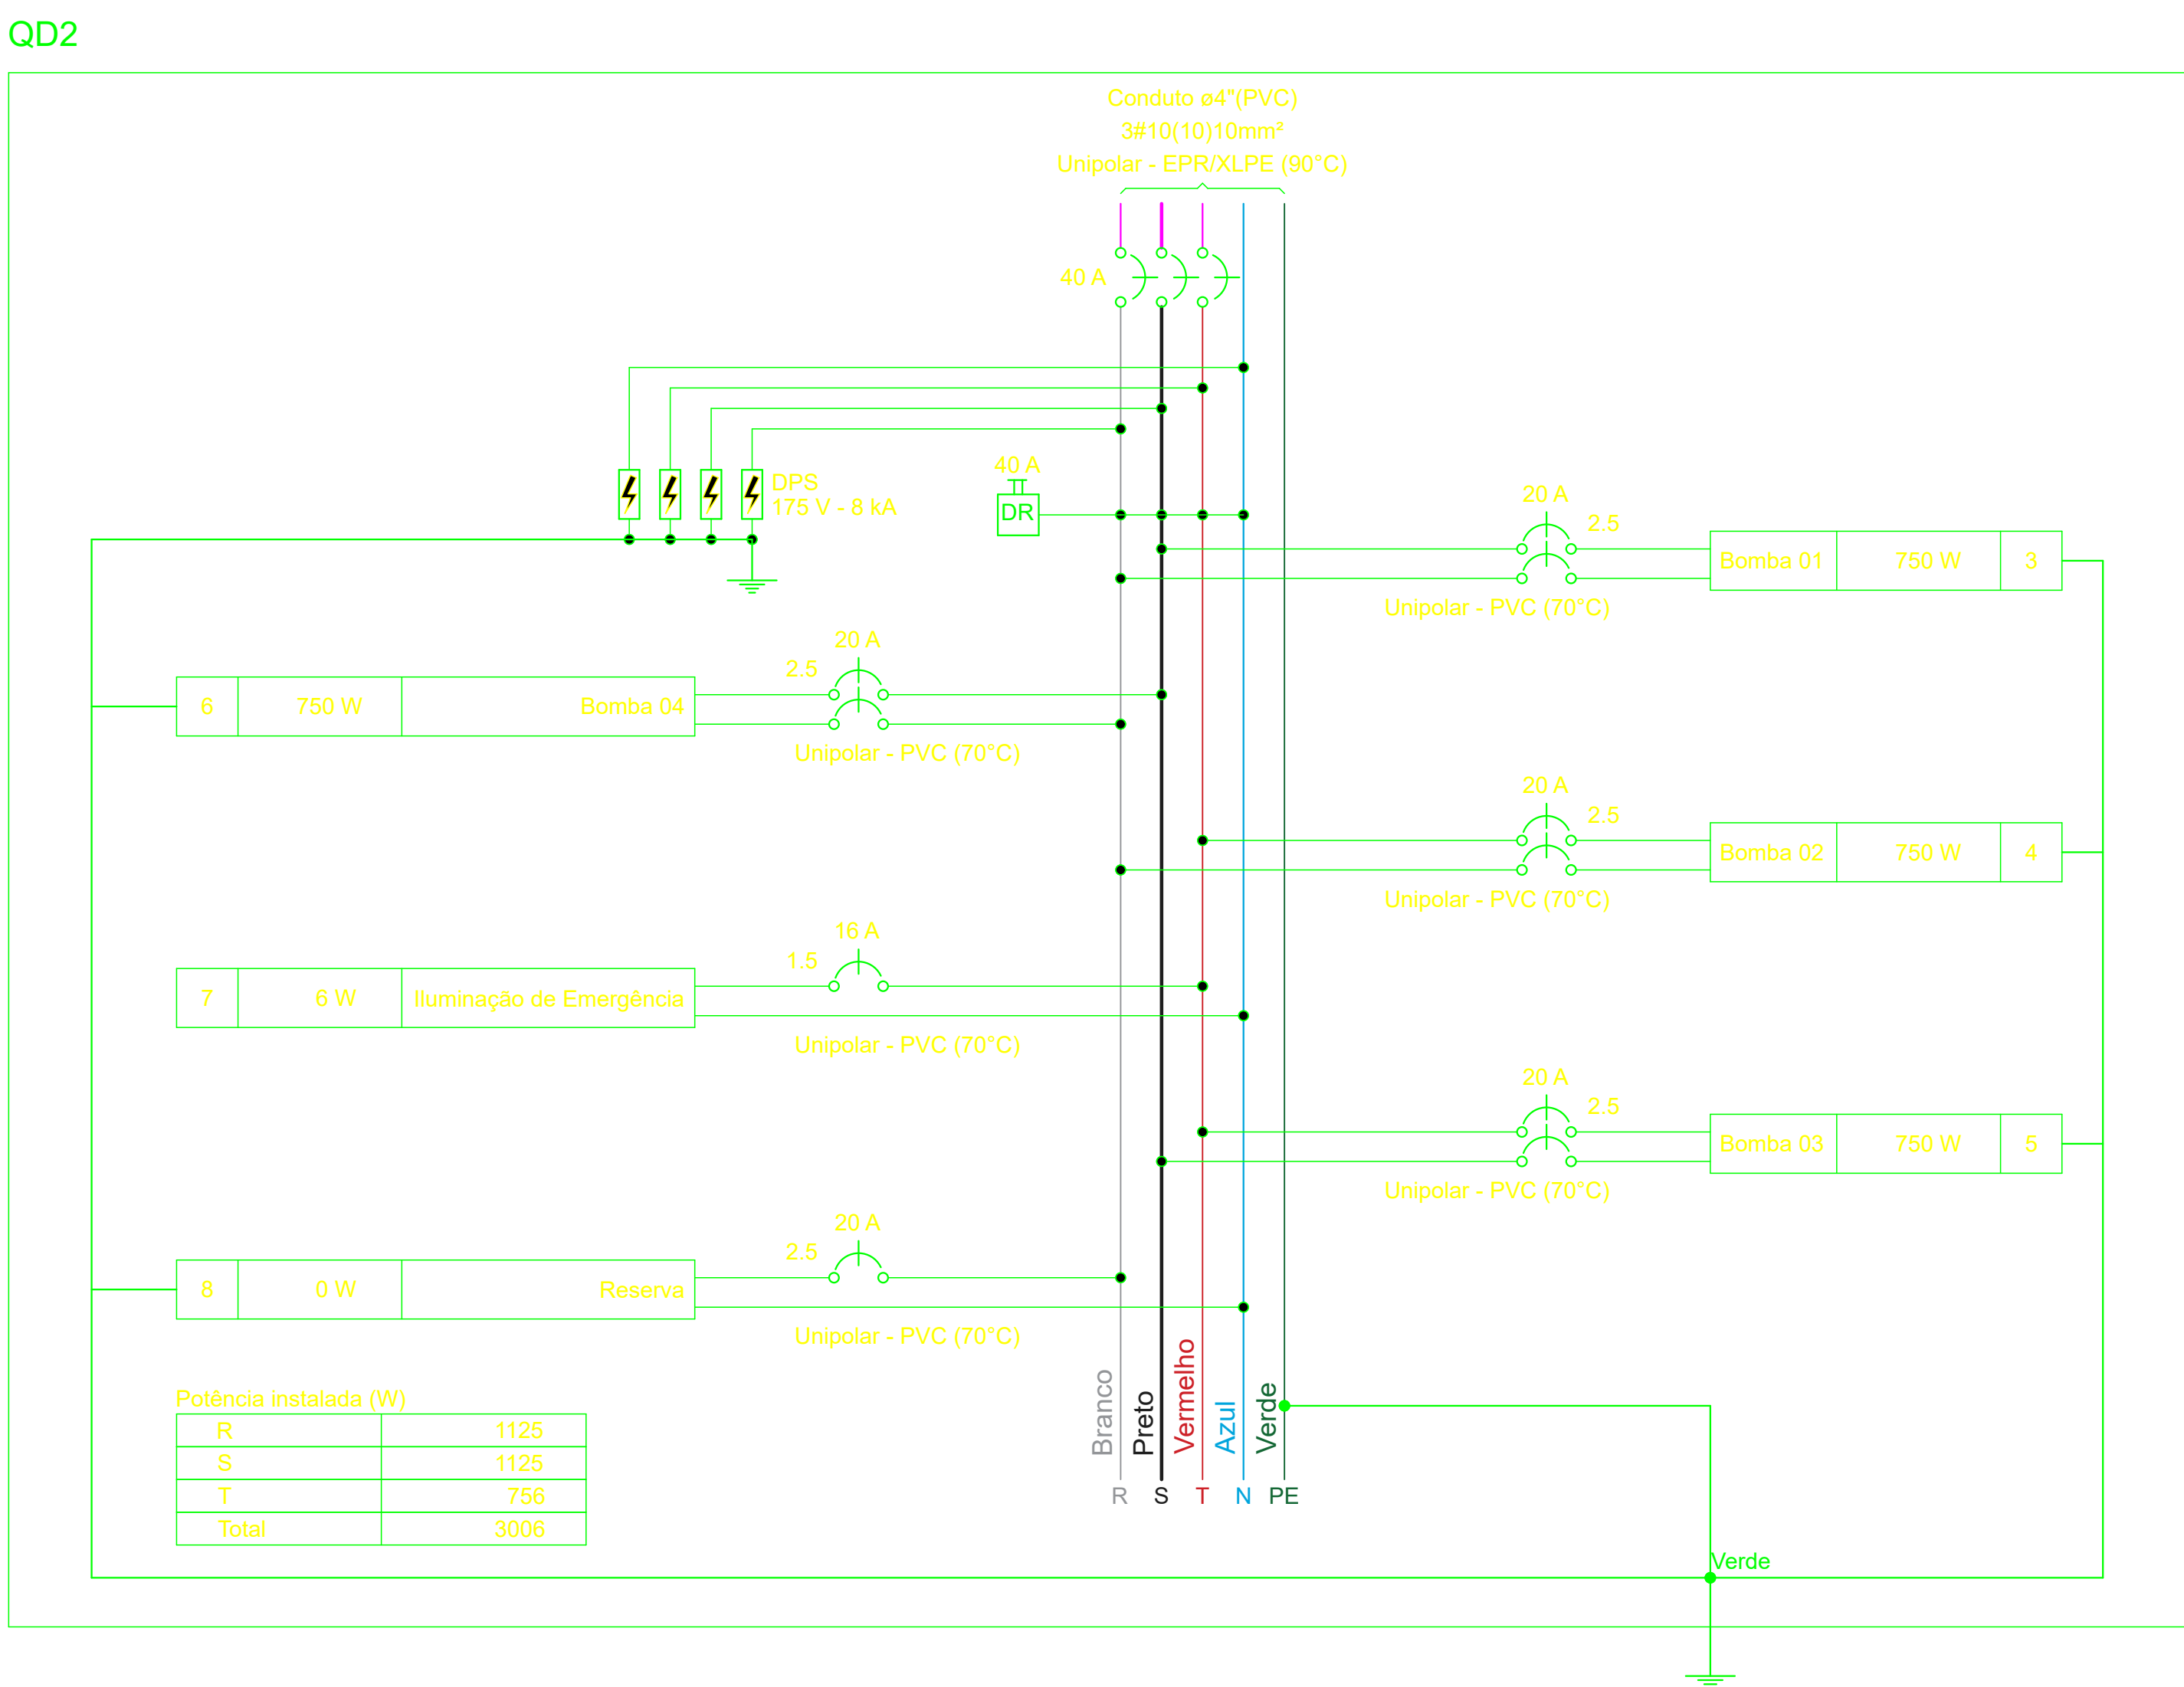 QD2
Conduto ø4"(PVC)
3#10(10)10mm²
Unipolar - EPR/XLPE (90°C)
40 A
DPS
175 V - 8 kA
40 A
DR
20 A
2.5
Bomba 01 750 W 3
Unipolar - PVC (70°C)
20 A
2.5
6 750 W Bomba 04
Unipolar - PVC (70°C)
20 A
2.5
Bomba 02 750 W 4
Unipolar - PVC (70°C)
16 A
1.5
7 6 W Iluminação de Emergência
Unipolar - PVC (70°C)
20 A
2.5
Bomba 03 750 W 5
Unipolar - PVC (70°C)
20 A
2.5
8 0 W Reserva
Unipolar - PVC (70°C)
Branco
Preto
Vermelho
Azul
Verde
R S T N PE
Potência instalada (W)
R 1125
S 1125
T 756
Total 3006
Verde